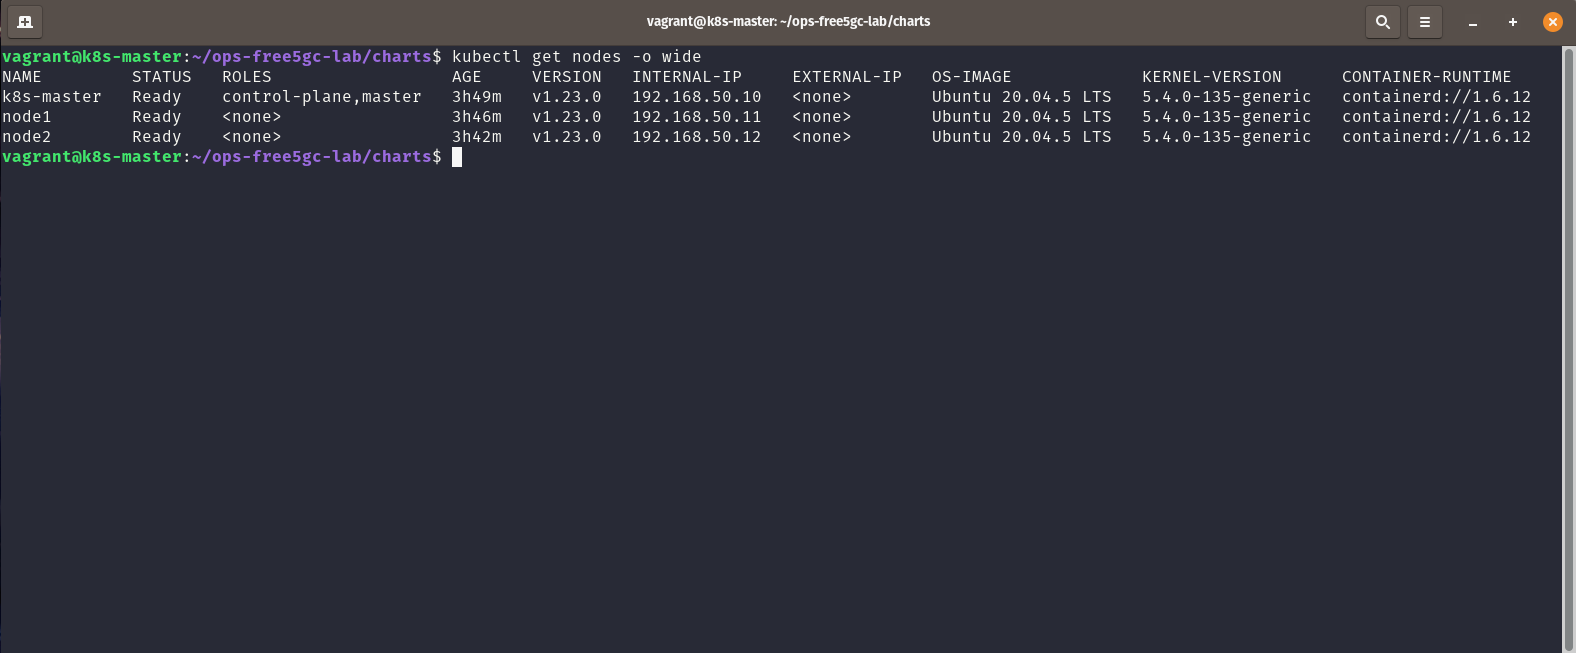 vagrant@k8s-master: ~/ops-free5gc-lab/charts
vagrant@k8s-master:~/ops-free5gc-lab/charts$ kubectl get nodes -o wide
NAME         STATUS   ROLES                  AGE     VERSION   INTERNAL-IP     EXTERNAL-IP   OS-IMAGE             KERNEL-VERSION      CONTAINER-RUNTIME
k8s-master   Ready    control-plane,master   3h49m   v1.23.0   192.168.50.10   <none>        Ubuntu 20.04.5 LTS   5.4.0-135-generic   containerd://1.6.12
node1        Ready    <none>                 3h46m   v1.23.0   192.168.50.11   <none>        Ubuntu 20.04.5 LTS   5.4.0-135-generic   containerd://1.6.12
node2        Ready    <none>                 3h42m   v1.23.0   192.168.50.12   <none>        Ubuntu 20.04.5 LTS   5.4.0-135-generic   containerd://1.6.12
vagrant@k8s-master:~/ops-free5gc-lab/charts$